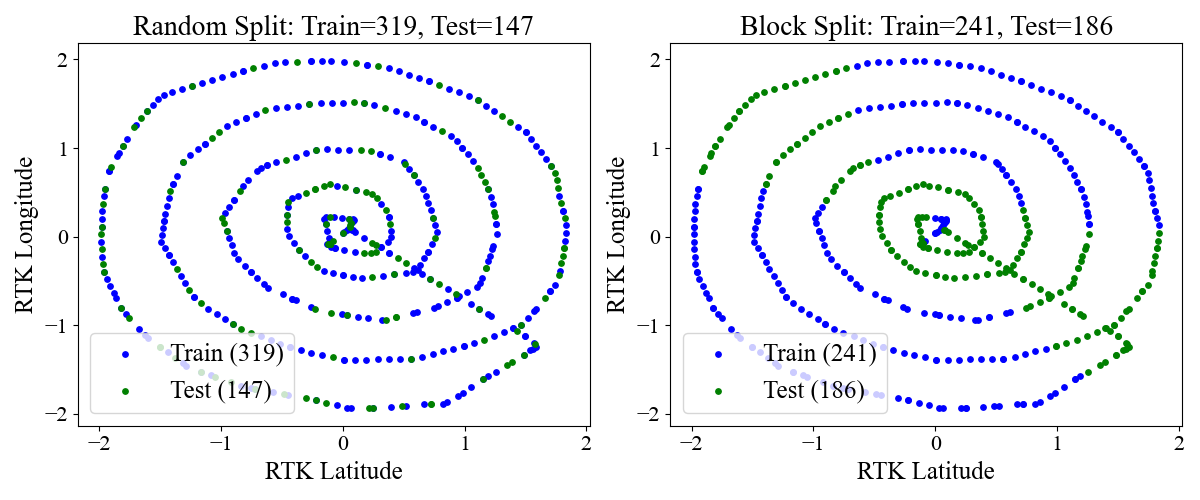 Random Split: Train=319, Test=147
RTK Longitude
2
1
0
−1
−2
Train (319)
Test (147)
−2
−1
0
1
2
RTK Latitude
Block Split: Train=241, Test=186
RTK Longitude
2
1
0
−1
−2
Train (241)
Test (186)
−2
−1
0
1
2
RTK Latitude